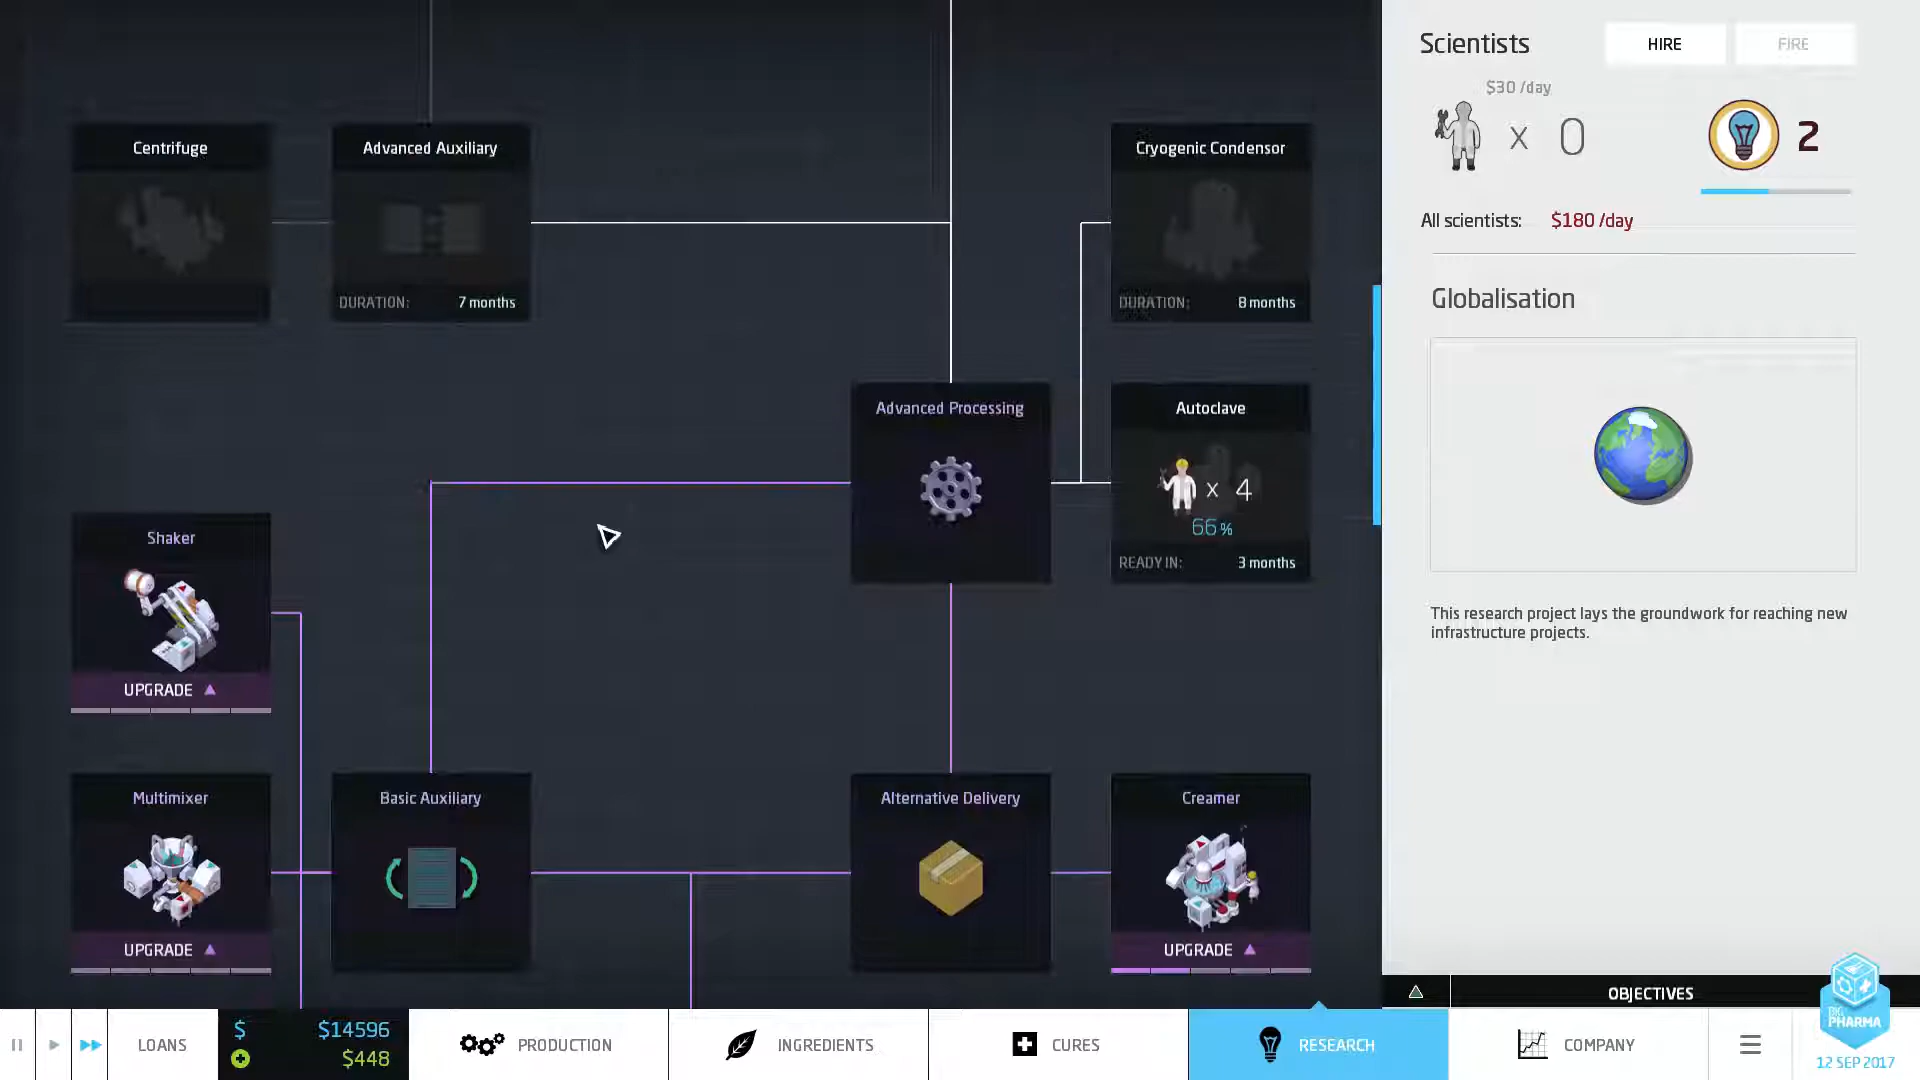 Scientists
HIRE
FIRE
$30 /day
x 0
2
All scientists: $180 /day
Globalisation
This research project lays the groundwork for reaching new
infrastructure projects.
Centrifuge
Advanced Auxiliary
DURATION: 7 months
Cryogenic Condensor
DURATION: 8 months
Advanced Processing
Autoclave
x 4
66%
READY IN: 3 months
Shaker
UPGRADE
Multimixer
UPGRADE
Basic Auxiliary
Alternative Delivery
Creamer
UPGRADE
OBJECTIVES
BIG
PHARMA
12 SEP 2017
LOANS
$ $14596
$448
PRODUCTION
INGREDIENTS
CURES
RESEARCH
COMPANY